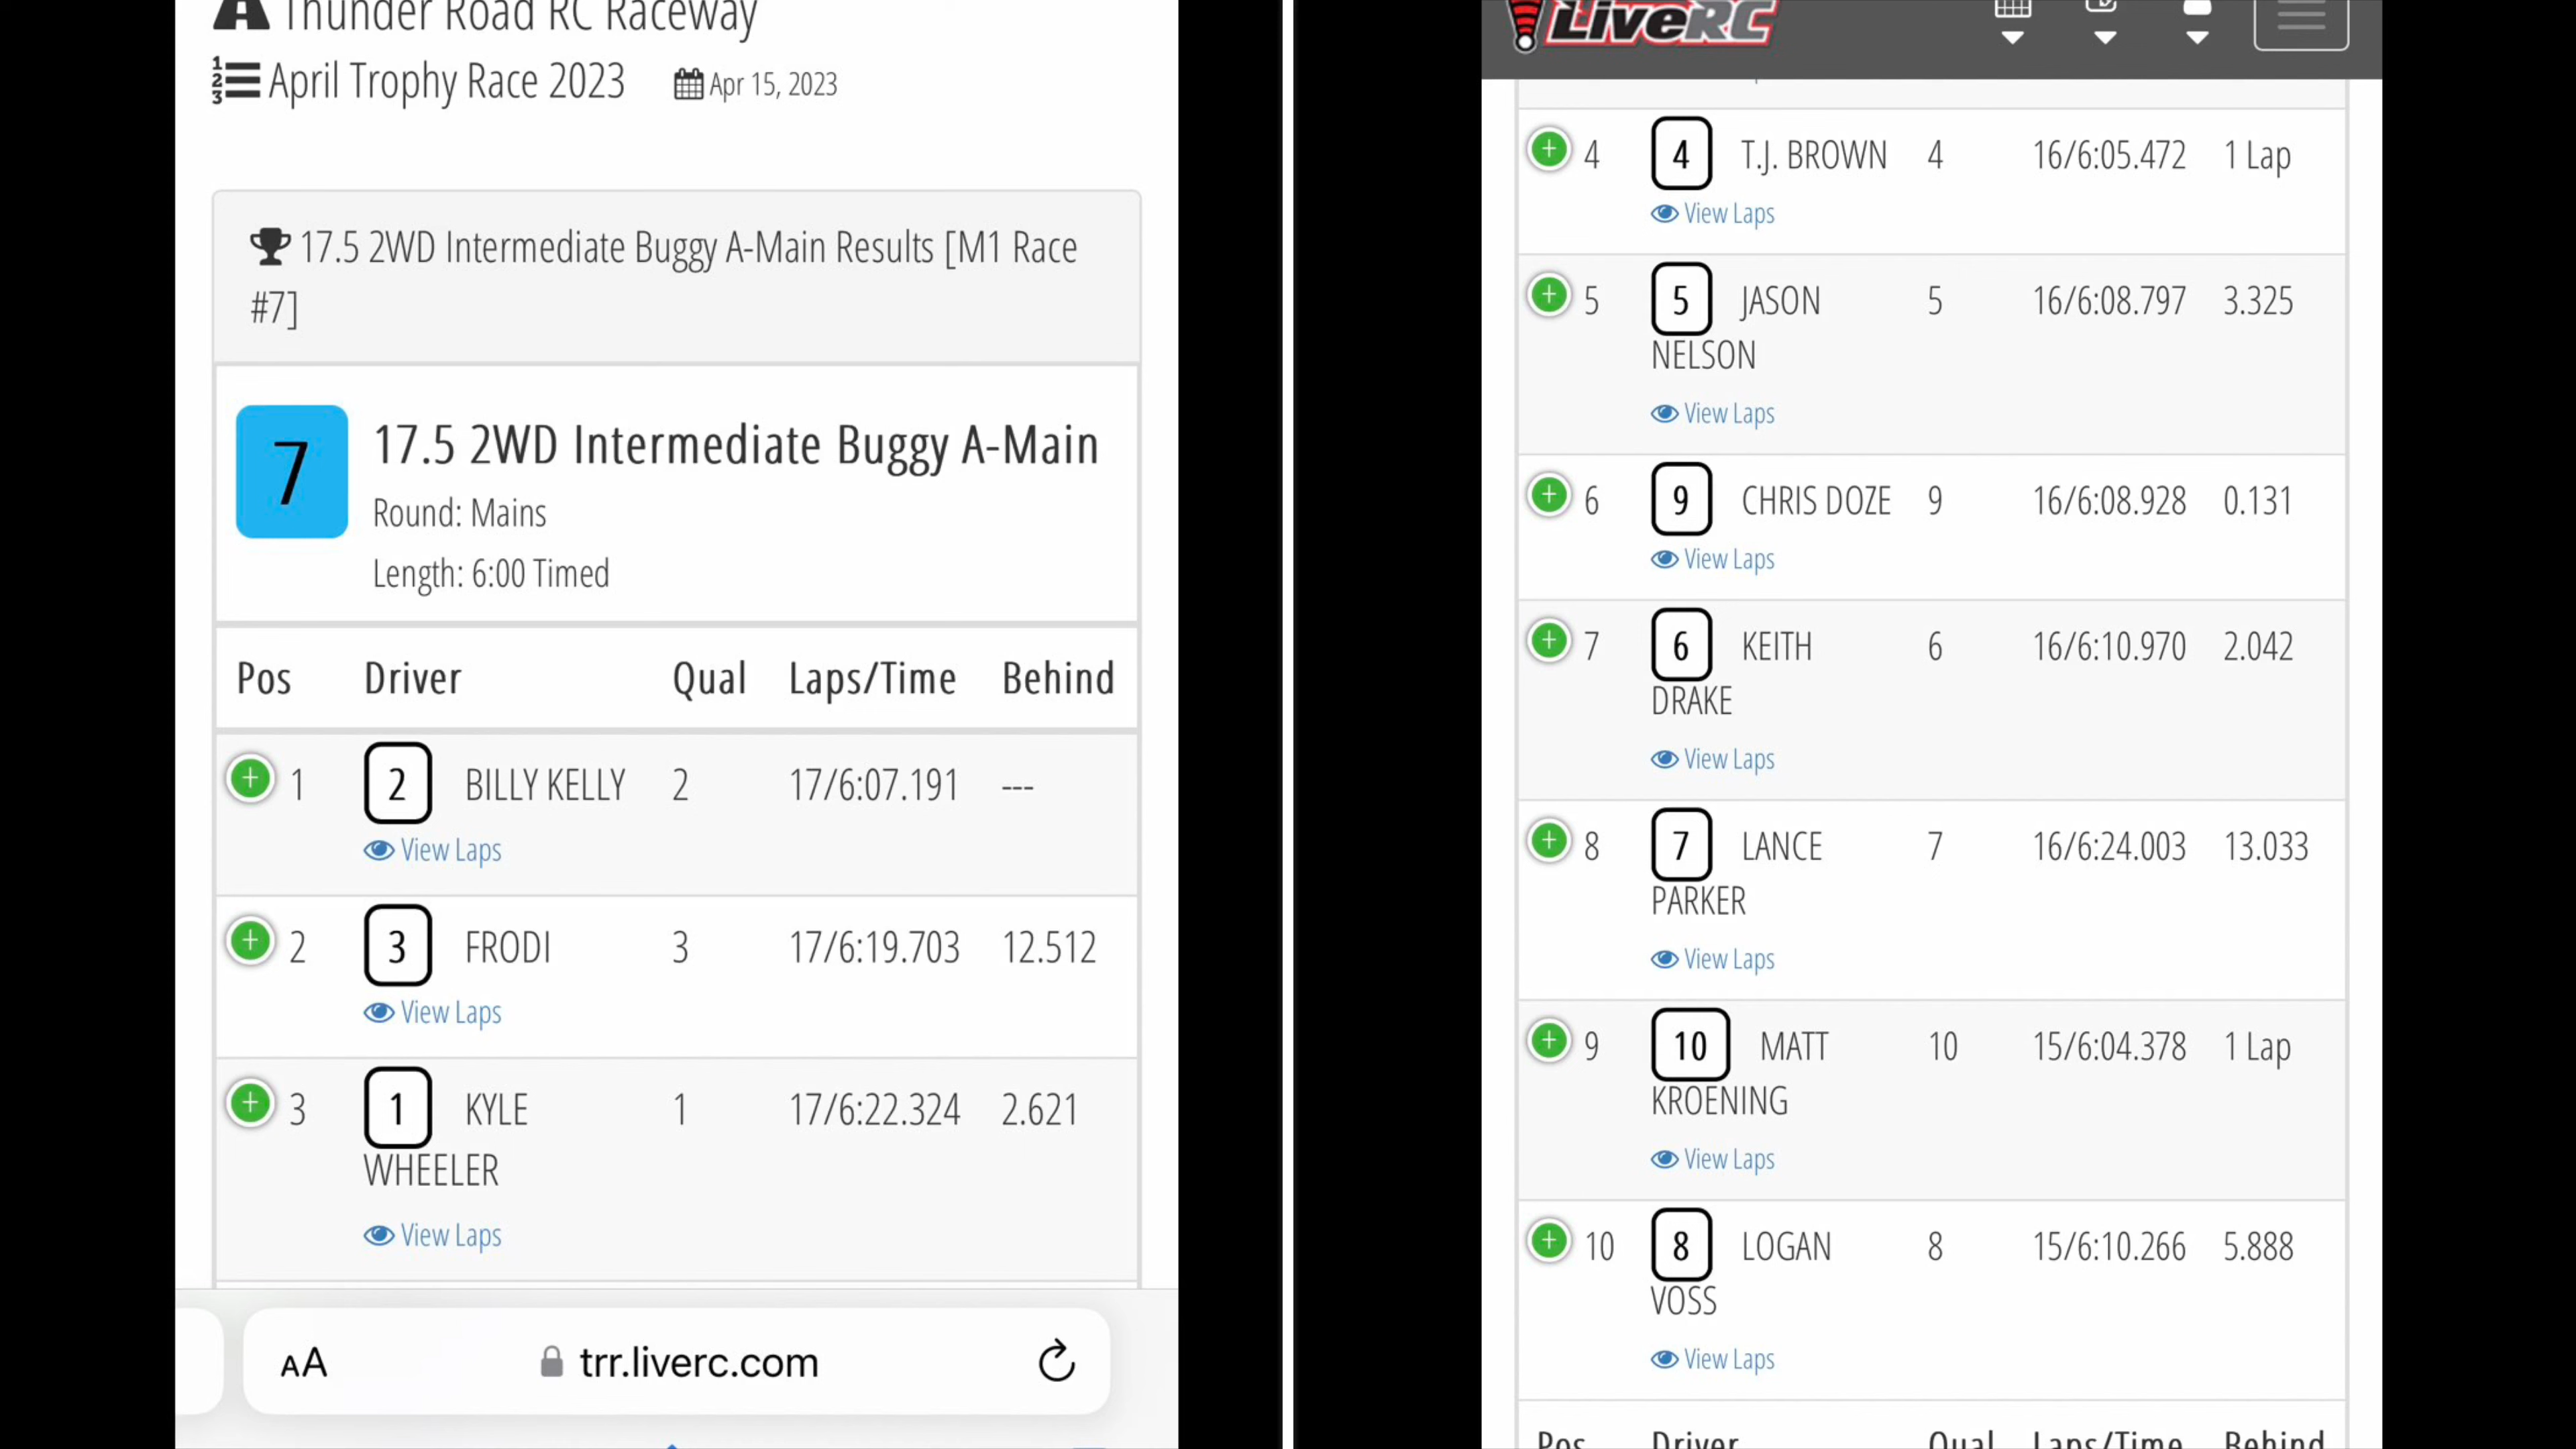 Thunder Road RC Raceway
April Trophy Race 2023 Apr 15, 2023
17.5 2WD Intermediate Buggy A-Main Results [M1 Race
#7]
7 17.5 2WD Intermediate Buggy A-Main
Round: Mains
Length: 6:00 Timed
Pos Driver Qual Laps/Time Behind
1 2 BILLY KELLY 2 17/6:07.191 ---
View Laps
2 3 FRODI 3 17/6:19.703 12.512
View Laps
3 1 KYLE 1 17/6:22.324 2.621
WHEELER
View Laps
AA trr.liverc.com
LiveRC
4 4 T.J. BROWN 4 16/6:05.472 1 Lap
View Laps
5 5 JASON 5 16/6:08.797 3.325
NELSON
View Laps
6 9 CHRIS DOZE 9 16/6:08.928 0.131
View Laps
7 6 KEITH 6 16/6:10.970 2.042
DRAKE
View Laps
8 7 LANCE 7 16/6:24.003 13.033
PARKER
View Laps
9 10 MATT 10 15/6:04.378 1 Lap
KROENING
View Laps
10 8 LOGAN 8 15/6:10.266 5.888
VOSS
View Laps
Pos Driver Qual Laps/Time Behind